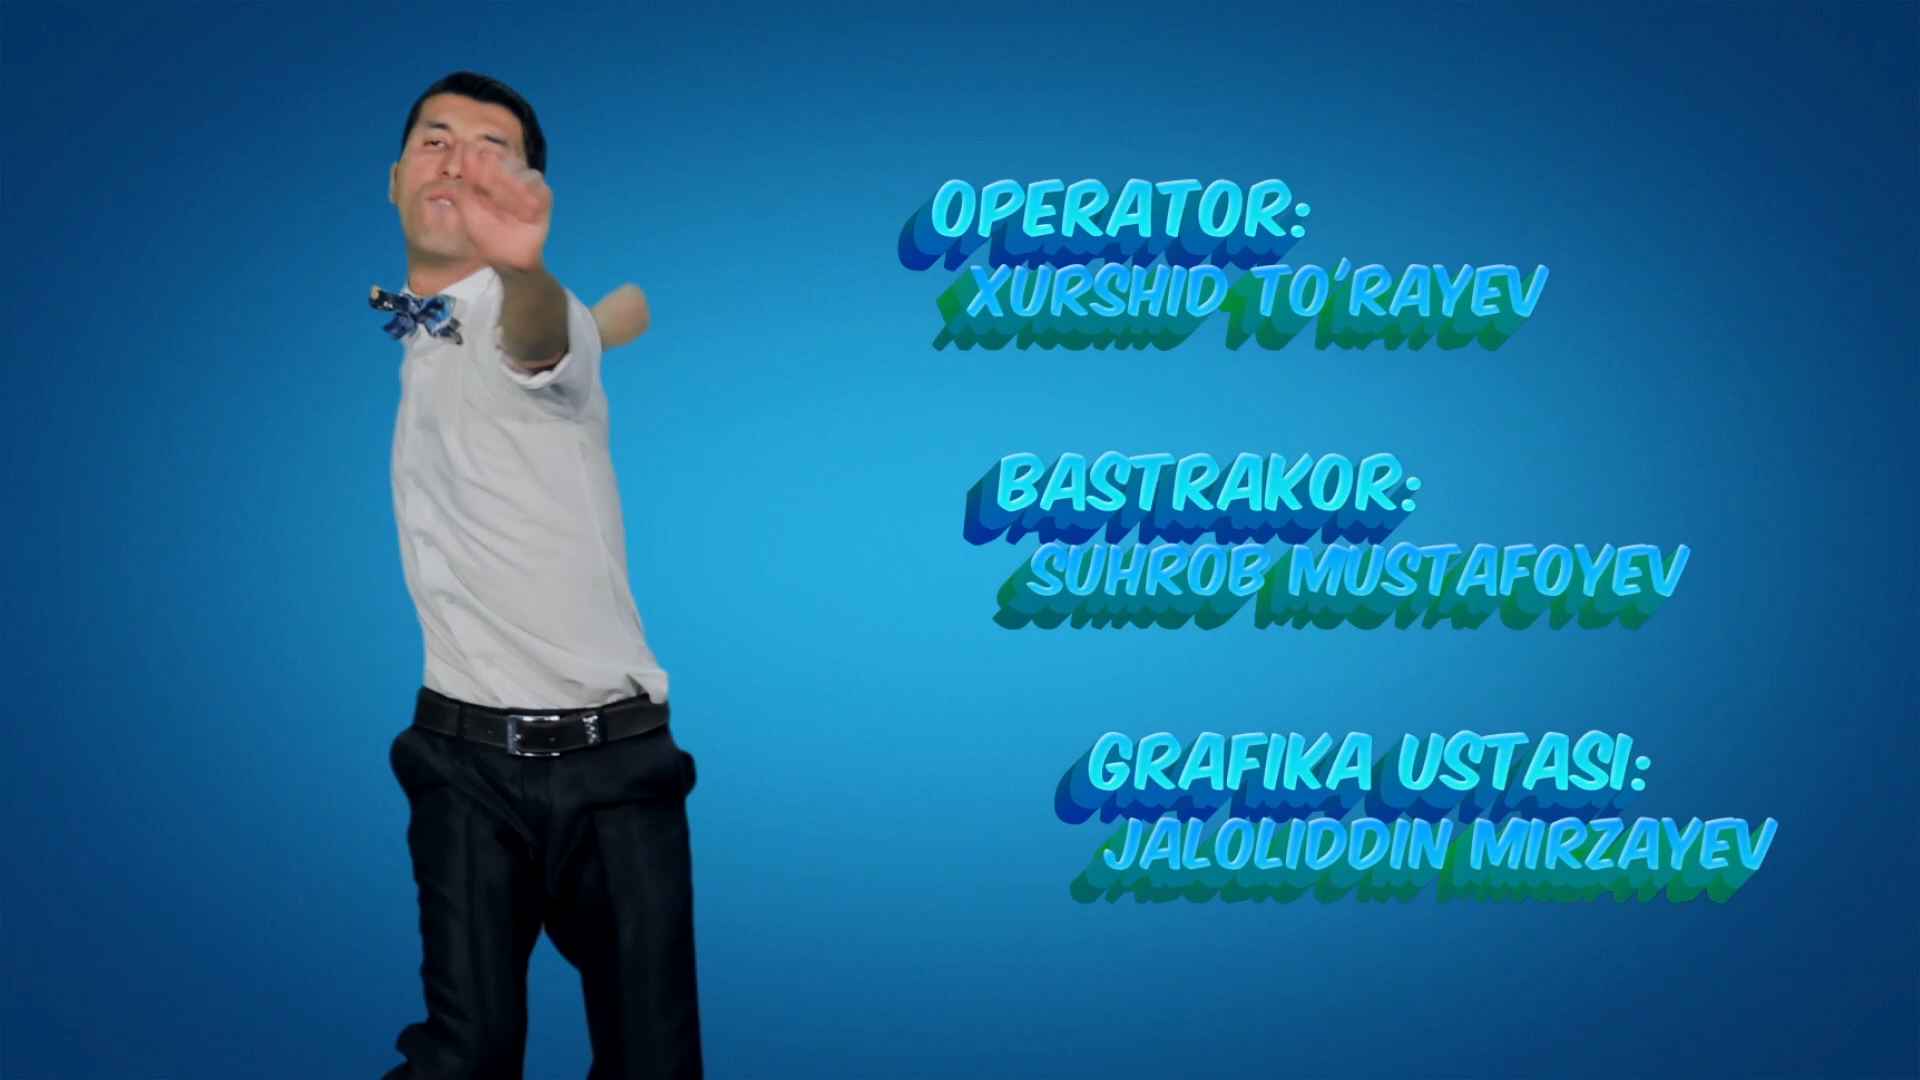 OPERATOR:
XURSHID TO'RAYEV
BASTRAKOR:
SUHROB MUSTAFOYEV
GRAFIKA USTASI:
JALOLIDDIN MIRZAYEV